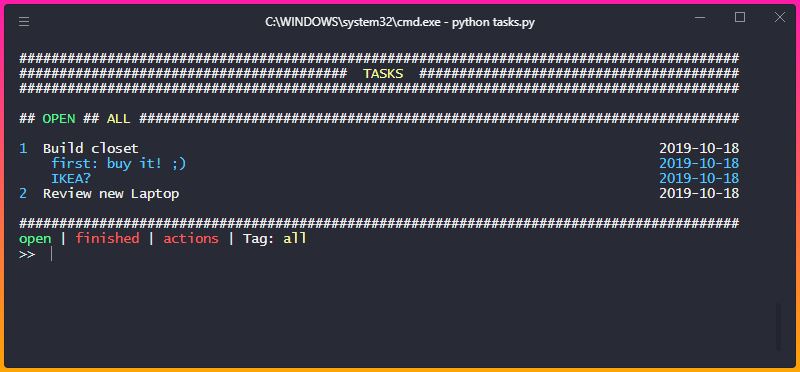 C:\WINDOWS\system32\cmd.exe - python tasks.py
##########################################################################################
######################################### TASKS ########################################
##########################################################################################
## OPEN ## ALL ###########################################################################
1 Build closet 2019-10-18
first: buy it! ;) 2019-10-18
IKEA? 2019-10-18
2 Review new Laptop 2019-10-18
##########################################################################################
open | finished | actions | Tag: all
>>